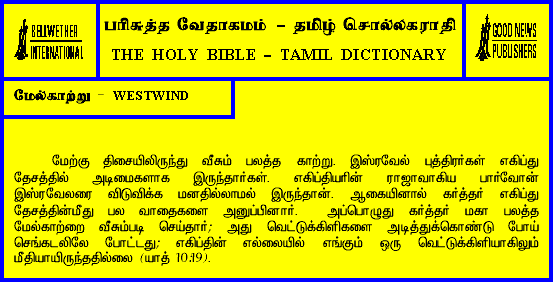 BELLWETHER
INTERNATIONAL
பரிசுத்த வேதாகமம் – தமிழ் சொல்லகராதி
THE HOLY BIBLE – TAMIL DICTIONARY
GOOD NEWS
PUBLISHERS
மேல்காற்று – WESTWIND
மேற்கு திசையிலிருந்து வீசும் பலத்த காற்று. இஸ்ரவேல் புத்திரர்கள் எகிப்து
தேசத்தில் அடிமைகளாக இருந்தார்கள். எகிப்தியரின் ராஜாவாகிய பார்வோன்
இஸ்ரவேலரை விடுவிக்க மனதில்லாமல் இருந்தான். ஆகையினால் கர்த்தர் எகிப்து
தேசத்தின்மீது பல வாதைகளை அனுப்பினார். அப்பொழுது கர்த்தர் மகா பலத்த
மேல்காற்றை வீசும்படி செய்தார்; அது வெட்டுக்கிளிகளை அடித்துக்கொண்டு போய்
செங்கடலிலே போட்டது; எகிப்தின் எல்லையில் எங்கும் ஒரு வெட்டுக்கிளியாகிலும்
மீதியாயிருந்ததில்லை (யாத் 10:19).